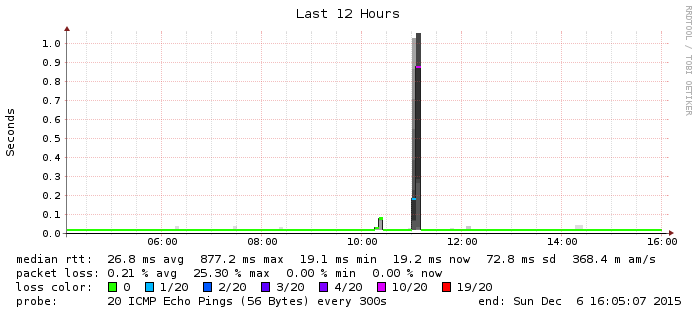 Last 12 Hours
RRDTOOL / TOBI OETIKER
Seconds
1.0
0.9
0.8
0.7
0.6
0.5
0.4
0.3
0.2
0.1
0.0
06:00 08:00 10:00 12:00 14:00 16:00
median rtt: 26.8 ms avg 877.2 ms max 19.1 ms min 19.2 ms now 72.8 ms sd 368.4 m am/s
packet loss: 0.21 % avg 25.30 % max 0.00 % min 0.00 % now
loss color: 0 1/20 2/20 3/20 4/20 10/20 19/20
probe: 20 ICMP Echo Pings (56 Bytes) every 300s end: Sun Dec 6 16:05:07 2015